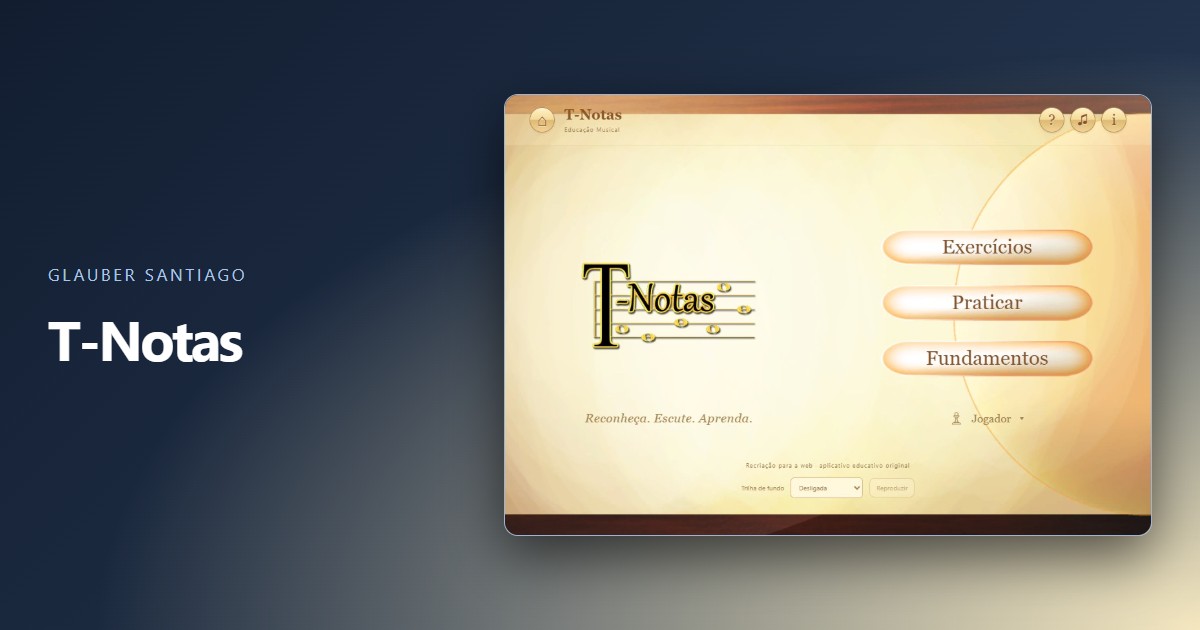 GLAUBER SANTIAGO
T-Notas
T-Notas
Educação Musical
?
i
T-Notas
Exercícios
Praticar
Fundamentos
Reconheça. Escute. Aprenda.
Jogador
Recriação para a web · aplicativo educativo original
Trilha de fundo
Desligada
Reproduzir